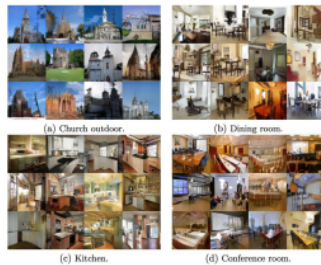 (a) Church outdoor.
(b) Dining room.
(c) Kitchen.
(d) Conference room.